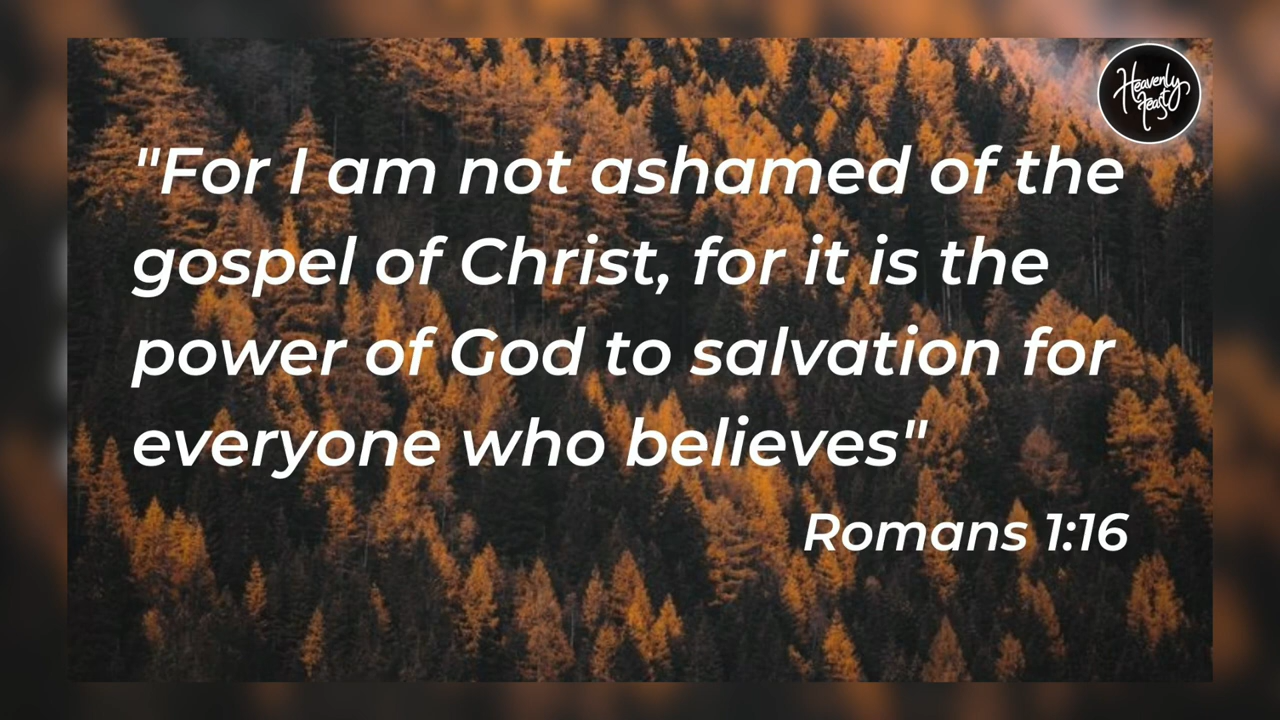 Heavenly
feast
"For I am not ashamed of the
gospel of Christ, for it is the
power of God to salvation for
everyone who believes"
Romans 1:16